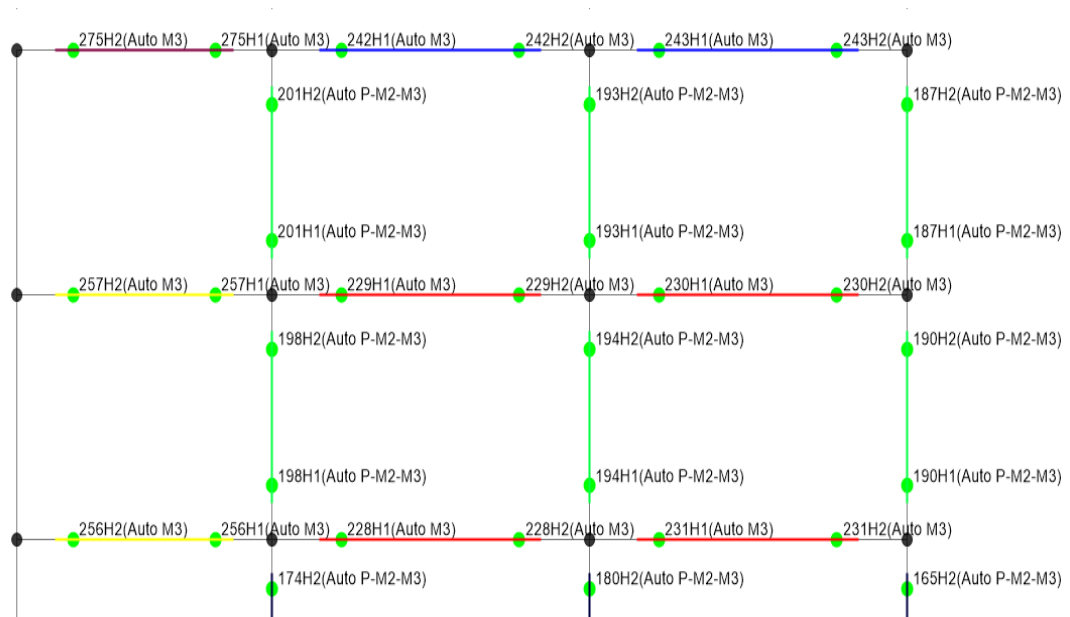 275H2(Auto M3) 275H1(Auto M3) 242H1(Auto M3) 242H2(Auto M3) 243H1(Auto M3) 243H2(Auto M3)
201H2(Auto P-M2-M3) 193H2(Auto P-M2-M3) 187H2(Auto P-M2-M3)
201H1(Auto P-M2-M3) 193H1(Auto P-M2-M3) 187H1(Auto P-M2-M3)
257H2(Auto M3) 257H1(Auto M3) 229H1(Auto M3) 229H2(Auto M3) 230H1(Auto M3) 230H2(Auto M3)
198H2(Auto P-M2-M3) 194H2(Auto P-M2-M3) 190H2(Auto P-M2-M3)
198H1(Auto P-M2-M3) 194H1(Auto P-M2-M3) 190H1(Auto P-M2-M3)
256H2(Auto M3) 256H1(Auto M3) 228H1(Auto M3) 228H2(Auto M3) 231H1(Auto M3) 231H2(Auto M3)
174H2(Auto P-M2-M3) 180H2(Auto P-M2-M3) 165H2(Auto P-M2-M3)